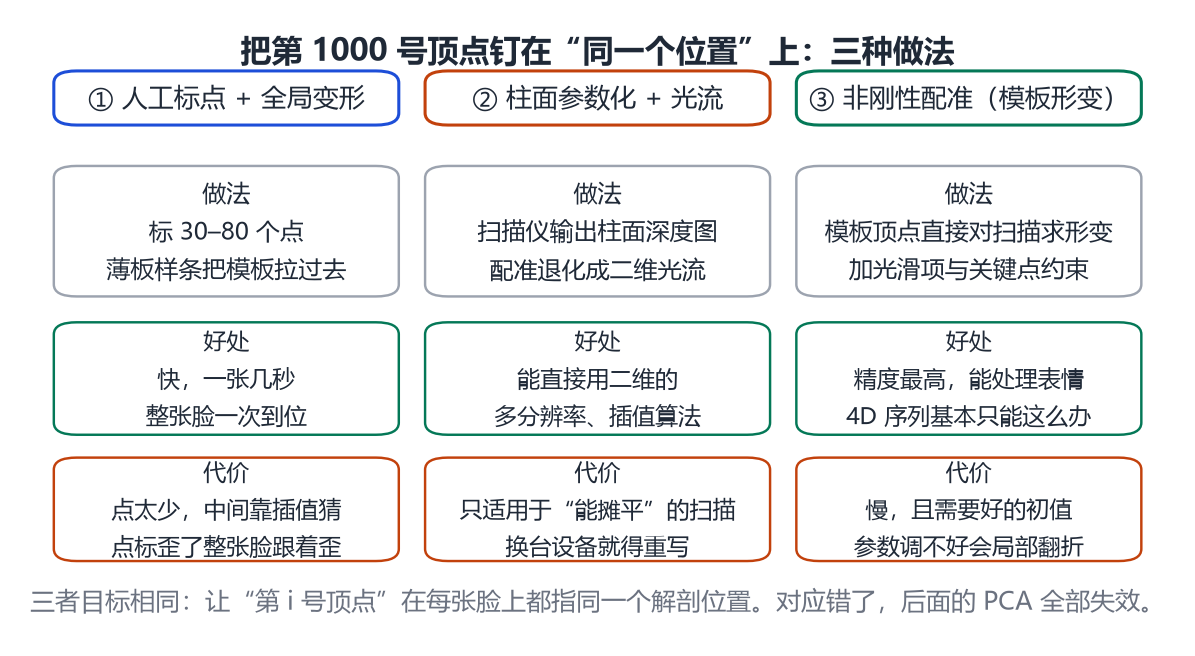 把第 1000 号顶点钉在“同一个位置”上：三种做法
① 人工标点 + 全局变形
② 柱面参数化 + 光流
③ 非刚性配准（模板形变）
做法
标 30–80 个点
薄板样条把模板拉过去
做法
扫描仪输出柱面深度图
配准退化成二维光流
做法
模板顶点直接对扫描求形变
加光滑项与关键点约束
好处
快，一张几秒
整张脸一次到位
好处
能直接用二维的
多分辨率、插值算法
好处
精度最高，能处理表情
4D 序列基本只能这么办
代价
点太少，中间靠插值猜
点标歪了整张脸跟着歪
代价
只适用于“能摊平”的扫描
换台设备就得重写
代价
慢，且需要好的初值
参数调不好会局部翻折
三者目标相同：让“第 i 号顶点”在每张脸上都指同一个解剖位置。对应错了，后面的 PCA 全部失效。